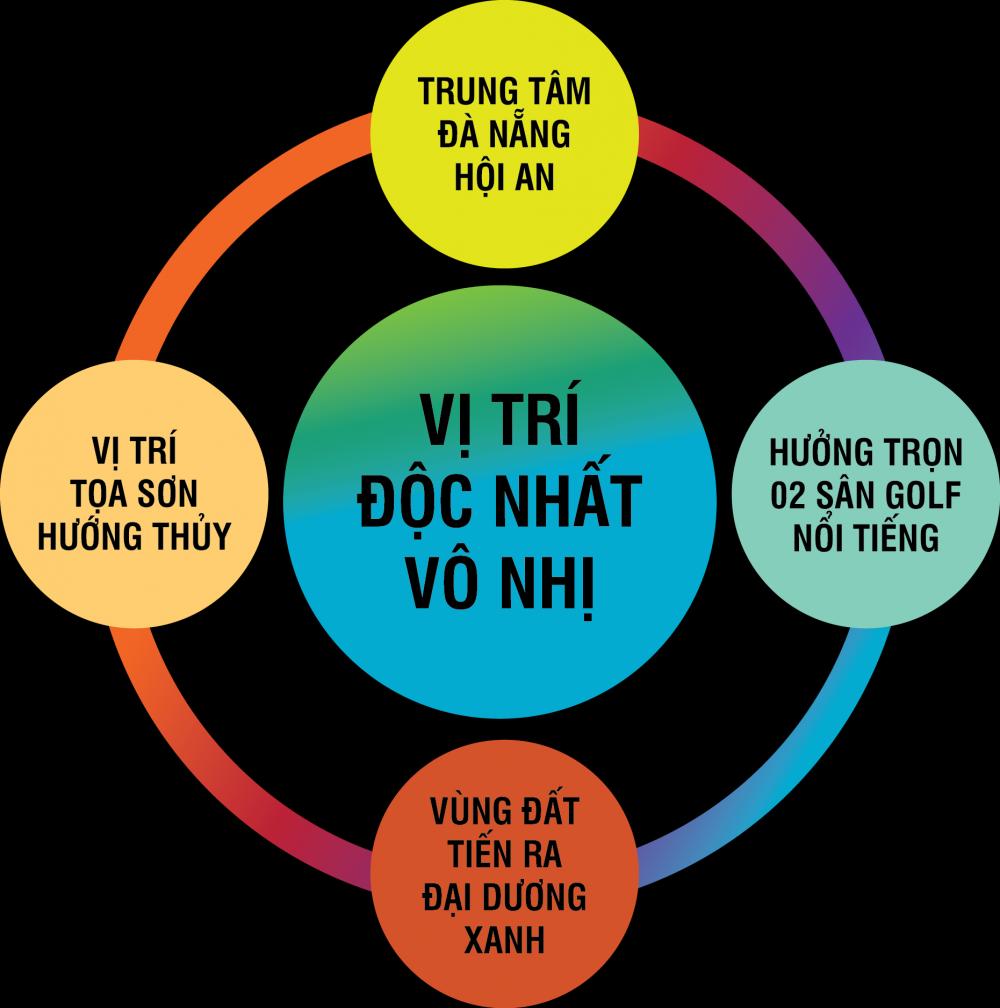 TRUNG TÂM
ĐÀ NẴNG
HỘI AN
VỊ TRÍ
TỌA SƠN
HƯỚNG THỦY
VỊ TRÍ
ĐỘC NHẤT
VÔ NHỊ
HƯỞNG TRỌN
02 SÂN GOLF
NỔI TIẾNG
VÙNG ĐẤT
TIẾN RA
ĐẠI DƯƠNG
XANH